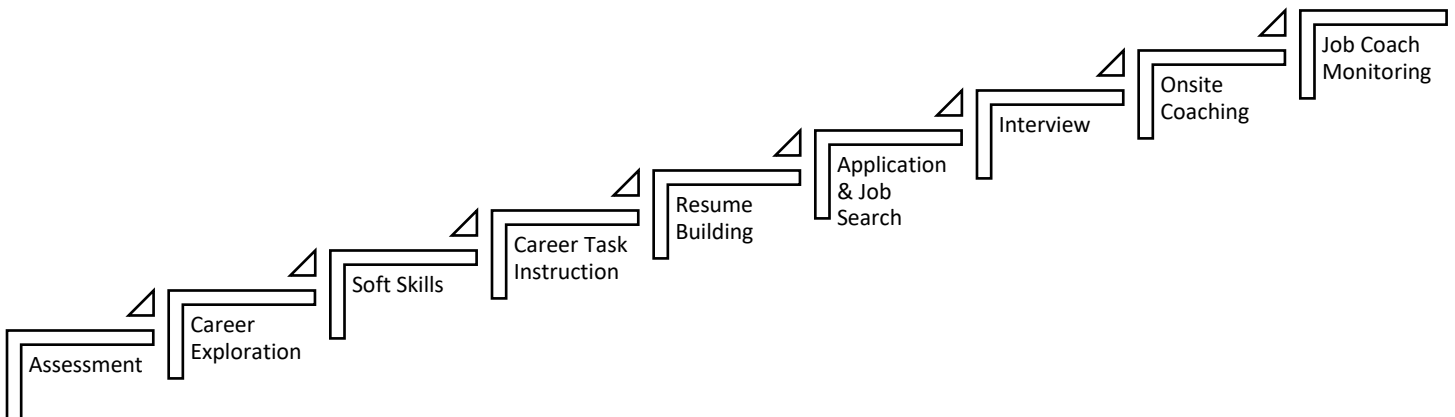 Assessment
Career
Exploration
Soft Skills
Career Task
Instruction
Resume
Building
Application
& Job
Search
Interview
Onsite
Coaching
Job Coach
Monitoring